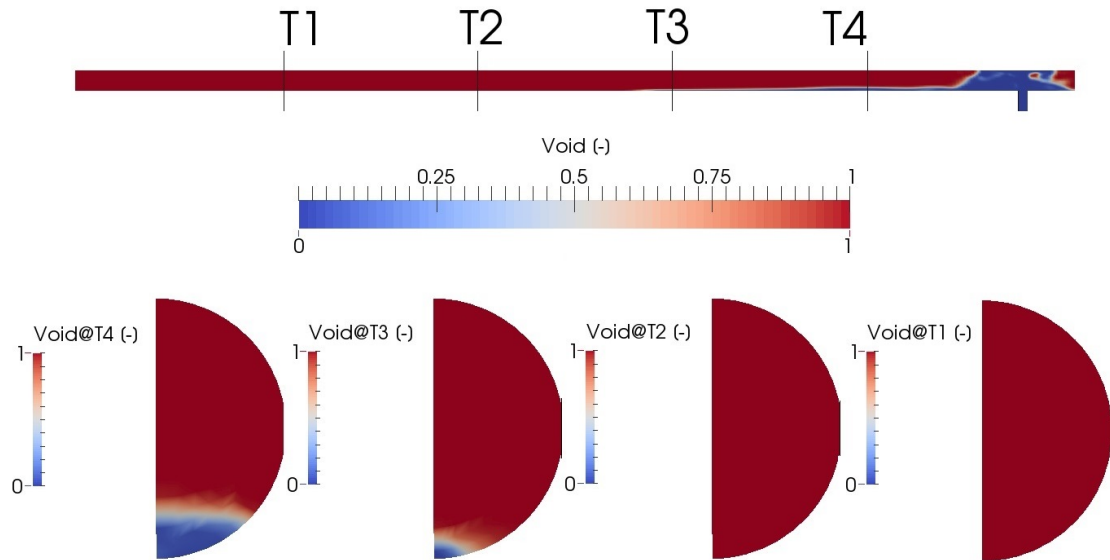 T1 T2 T3 T4
Void (-)
0.25 0.5 0.75 1
0 1
Void@T4 (-) Void@T3 (-) Void@T2 (-) Void@T1 (-)
1 1 1 1
0 0 0 0